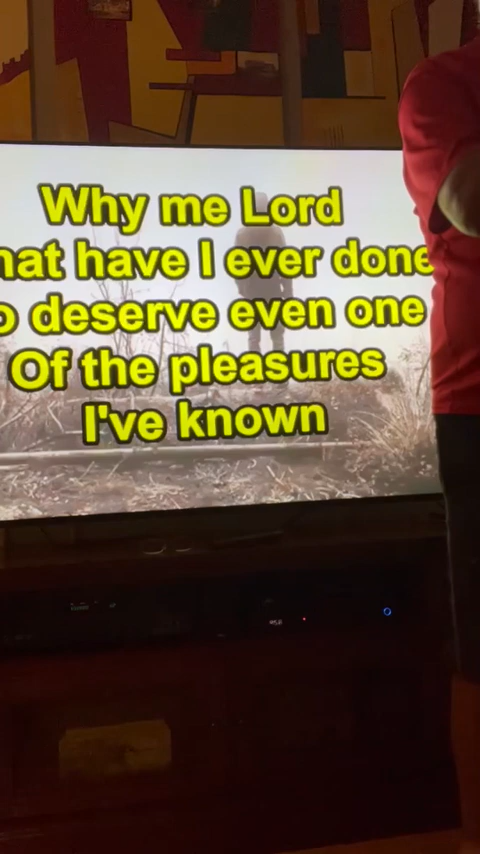 Why me Lord
hat have I ever done
o deserve even one
Of the pleasures
I've known